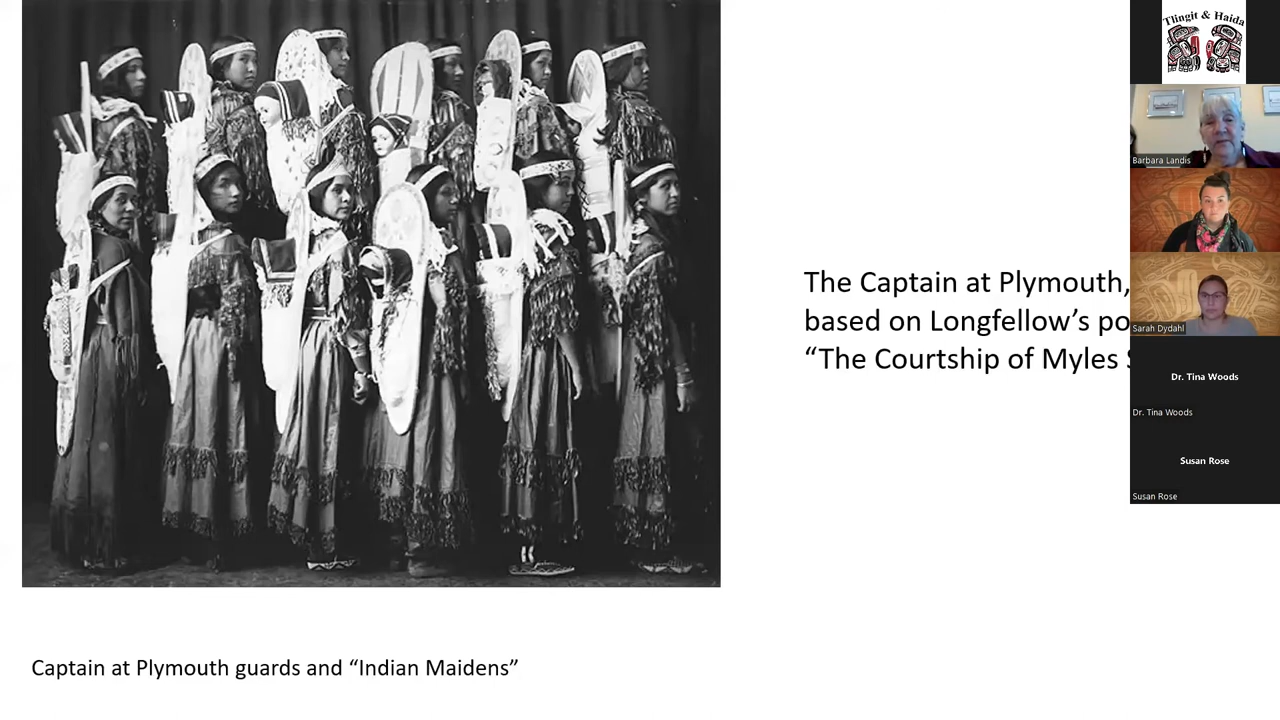 The Captain at Plymouth,
based on Longfellow's po
“The Courtship of Myles
Captain at Plymouth guards and “Indian Maidens”
Tlingit & Haida
Barbara Landis
Sarah Dydahl
Dr. Tina Woods
Dr. Tina Woods
Susan Rose
Susan Rose